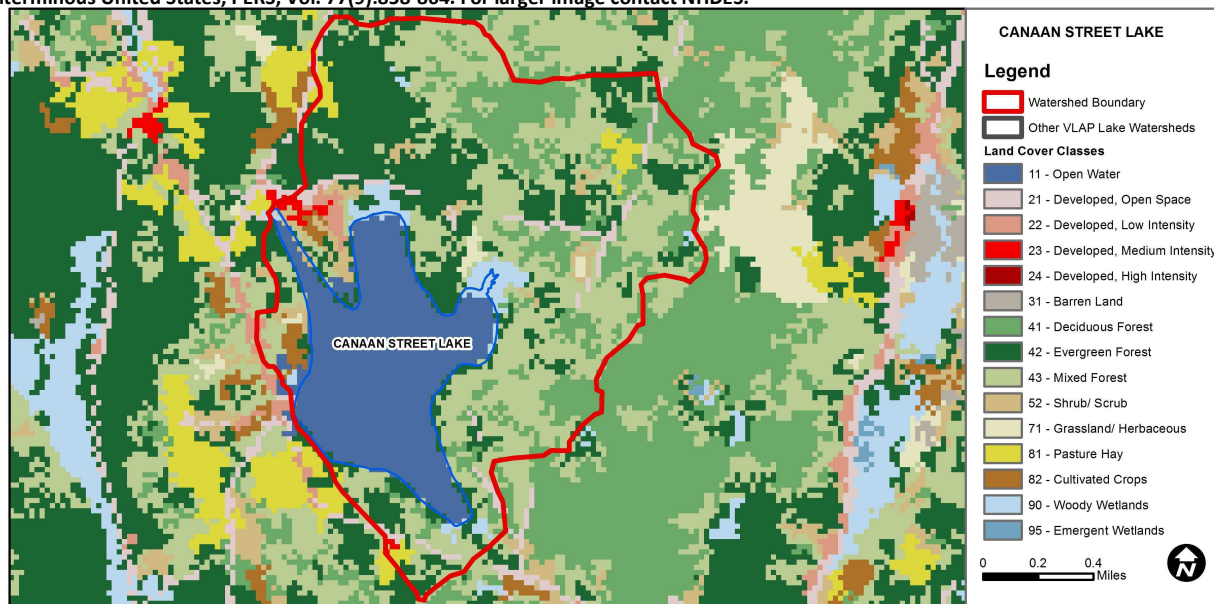 terminous United States, PERS, Vol. 77(9):858-864. For larger image contact NHDES.
CANAAN STREET LAKE
Legend
Watershed Boundary
Other VLAP Lake Watersheds
Land Cover Classes
11 - Open Water
21 - Developed, Open Space
22 - Developed, Low Intensity
23 - Developed, Medium Intensity
24 - Developed, High Intensity
31 - Barren Land
41 - Deciduous Forest
42 - Evergreen Forest
43 - Mixed Forest
52 - Shrub/ Scrub
71 - Grassland/ Herbaceous
81 - Pasture Hay
82 - Cultivated Crops
90 - Woody Wetlands
95 - Emergent Wetlands
0 0.2 0.4
Miles
N
CANAAN STREET LAKE